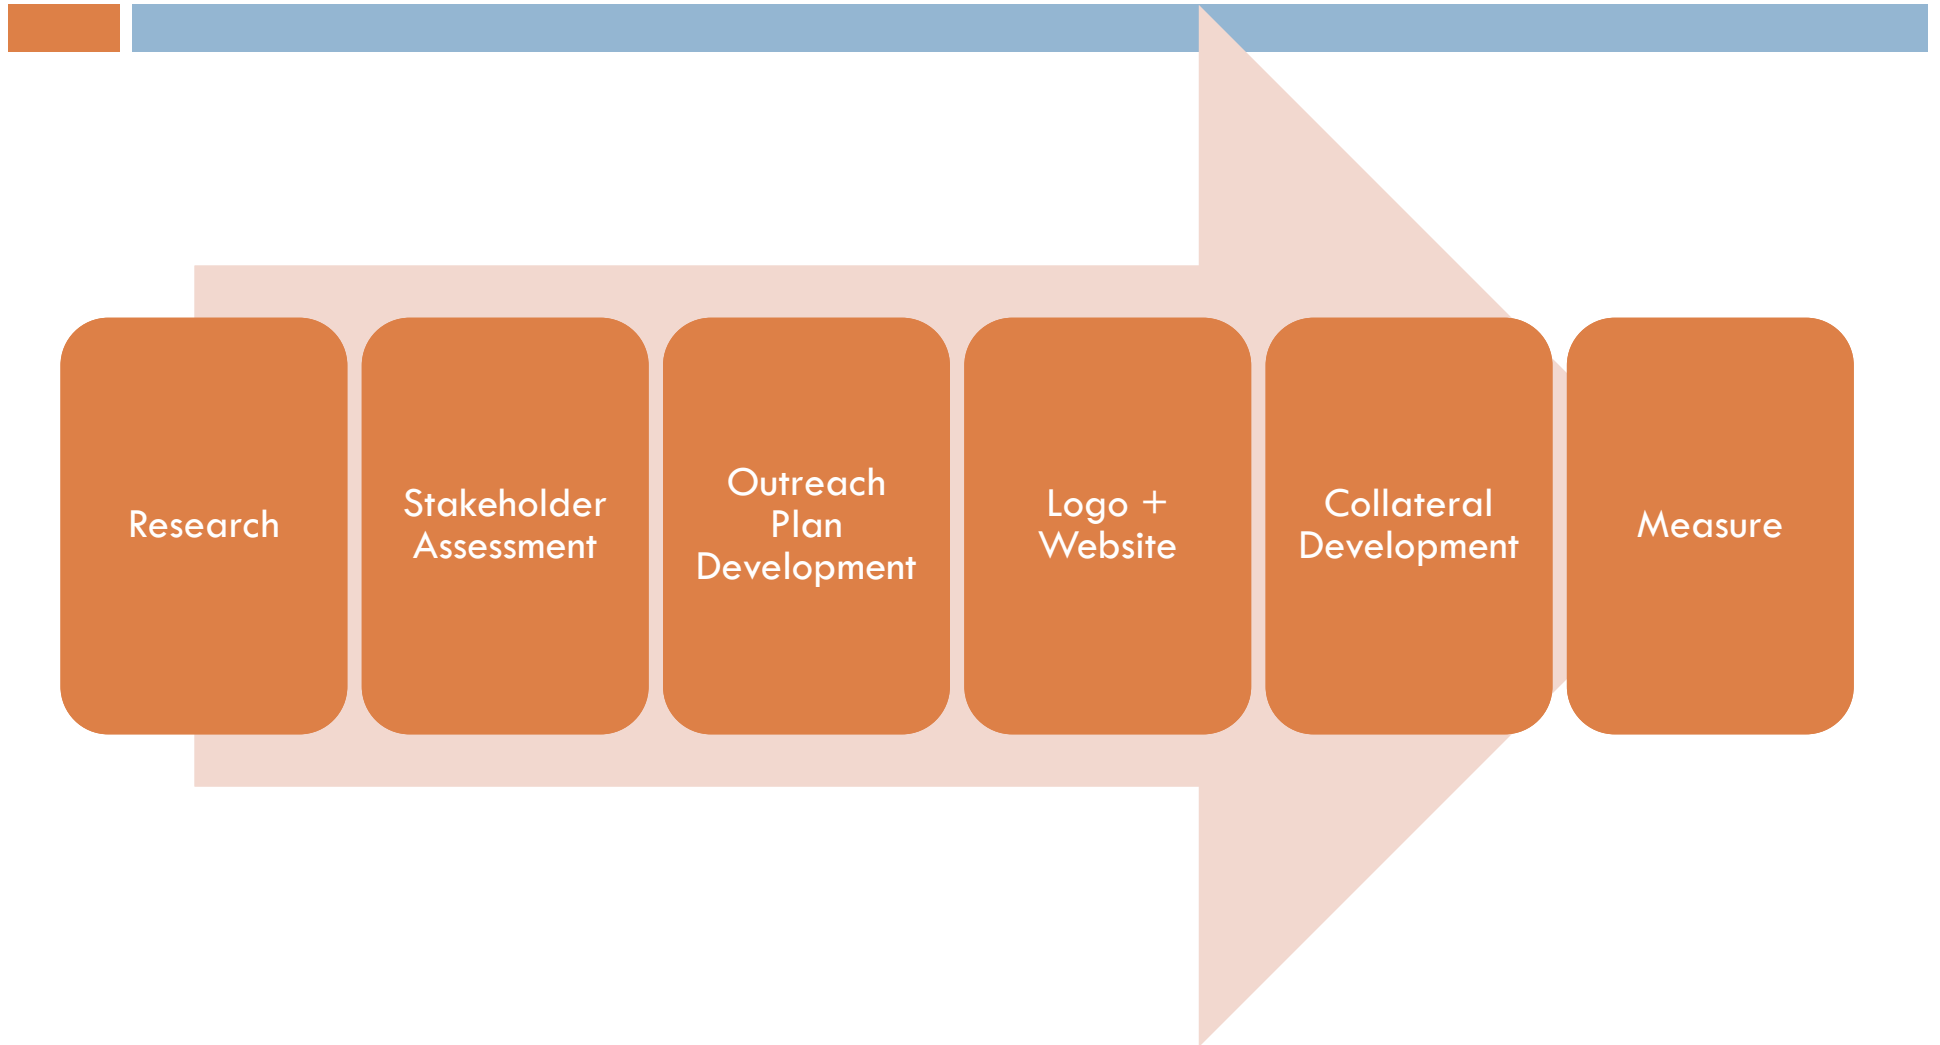 Research
Stakeholder
Assessment
Outreach
Plan
Development
Logo +
Website
Collateral
Development
Measure